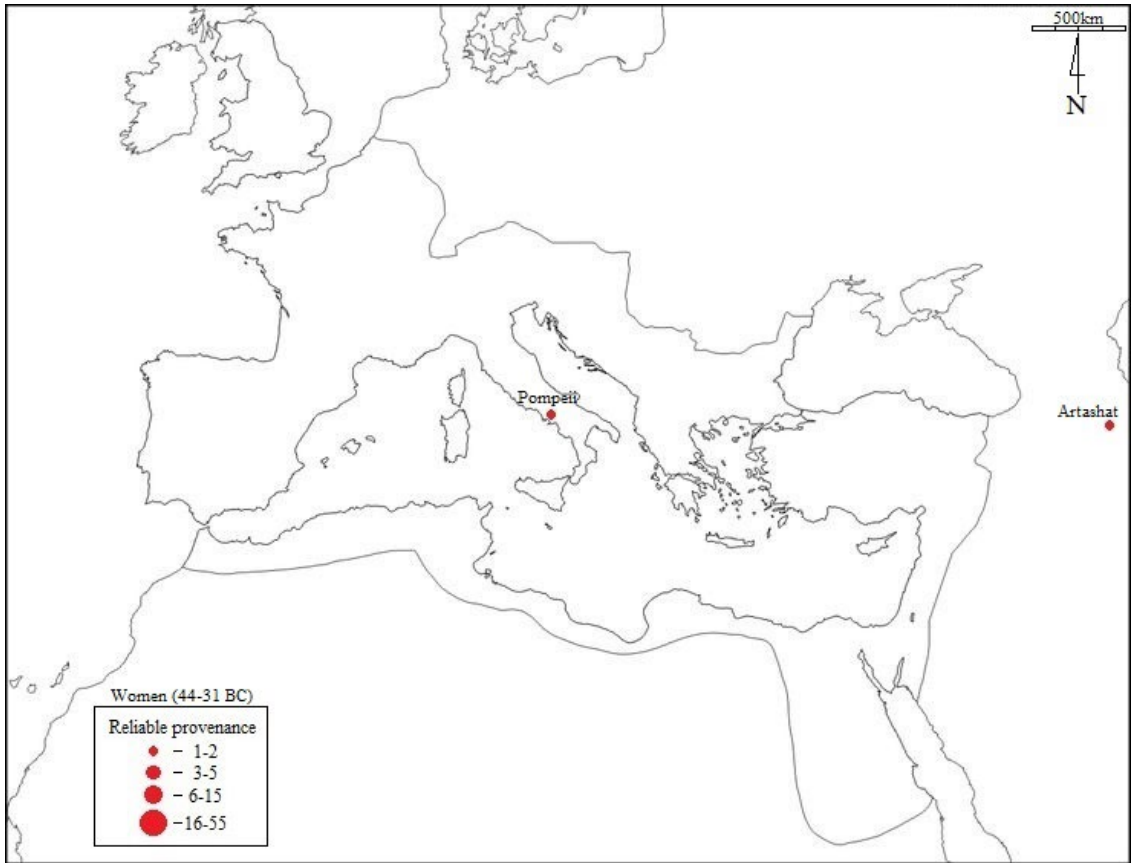 500km
N
Pompeii
Artashat
Women (44-31 BC)
Reliable provenance
- 1-2
- 3-5
- 6-15
-16-55